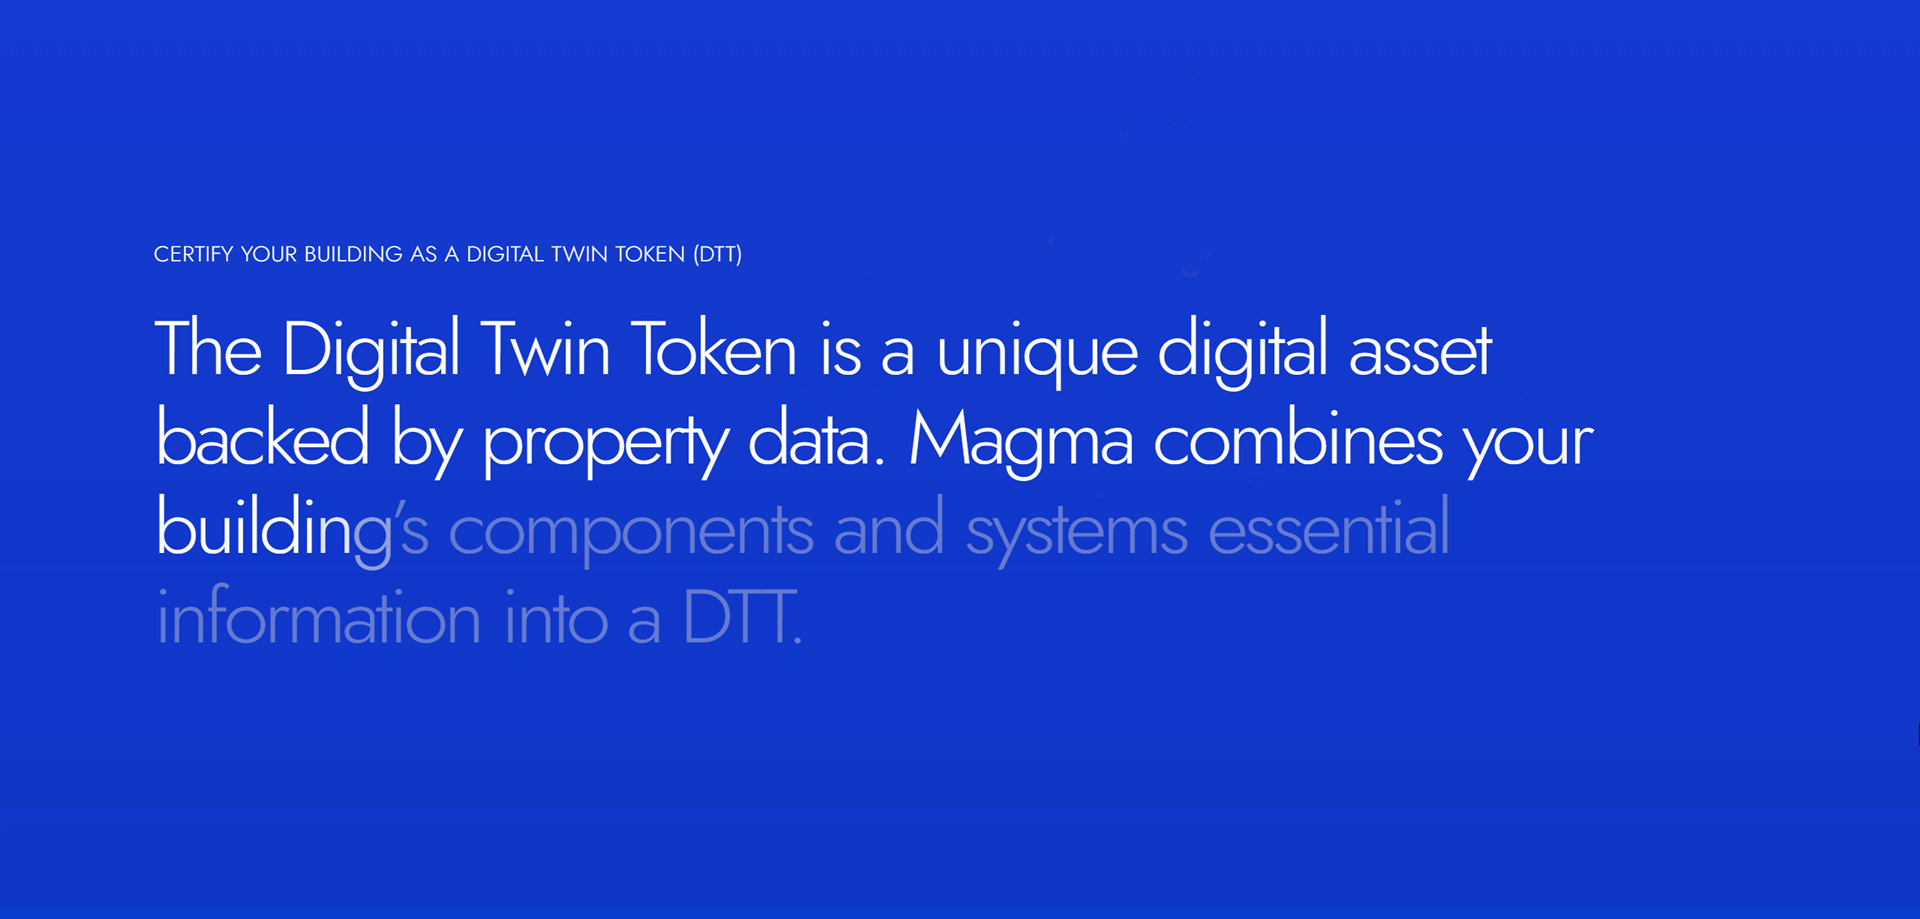 CERTIFY YOUR BUILDING AS A DIGITAL TWIN TOKEN (DTT)
The Digital Twin Token is a unique digital asset
backed by property data. Magma combines your
building’s components and systems essential
information into a DTT.